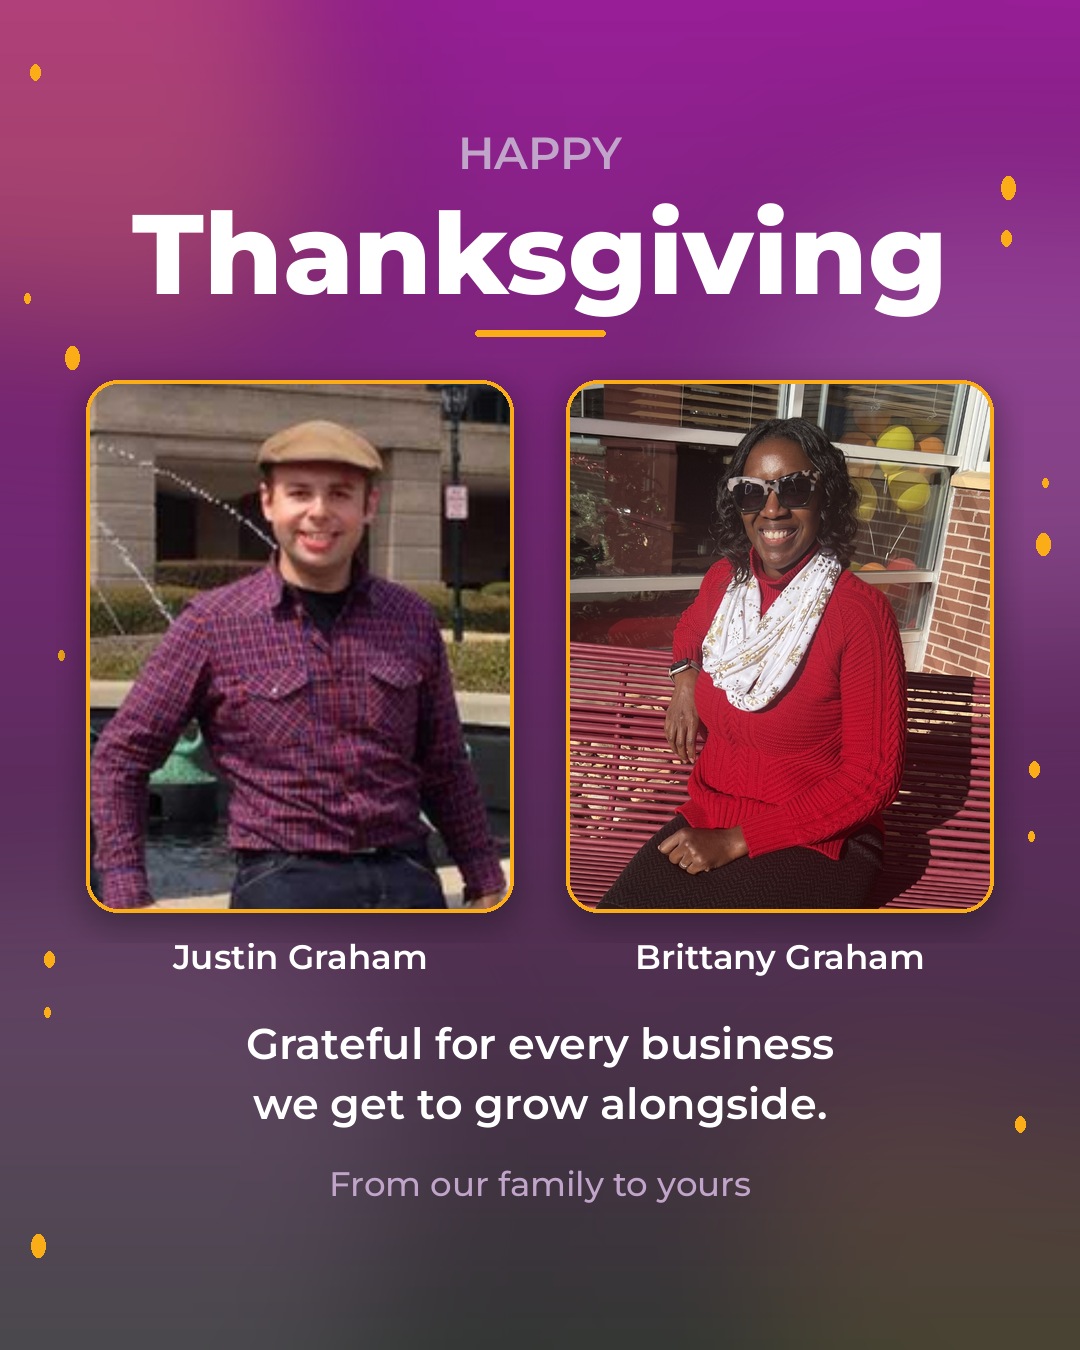 HAPPY
Thanksgiving
Justin Graham
Brittany Graham
Grateful for every business
we get to grow alongside.
From our family to yours